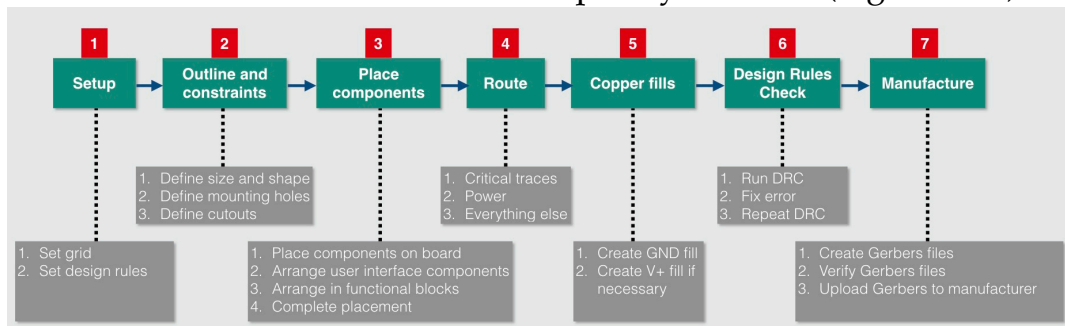 1 2 3 4 5 6 7
Setup
Outline and
constraints
Place
components
Route
Copper fills
Design Rules
Check
Manufacture
1. Define size and shape
2. Define mounting holes
3. Define cutouts
1. Critical traces
2. Power
3. Everything else
1. Run DRC
2. Fix error
3. Repeat DRC
1. Set grid
2. Set design rules
1. Place components on board
2. Arrange user interface components
3. Arrange in functional blocks
4. Complete placement
1. Create GND fill
2. Create V+ fill if
necessary
1. Create Gerbers files
2. Verify Gerbers files
3. Upload Gerbers to manufacturer